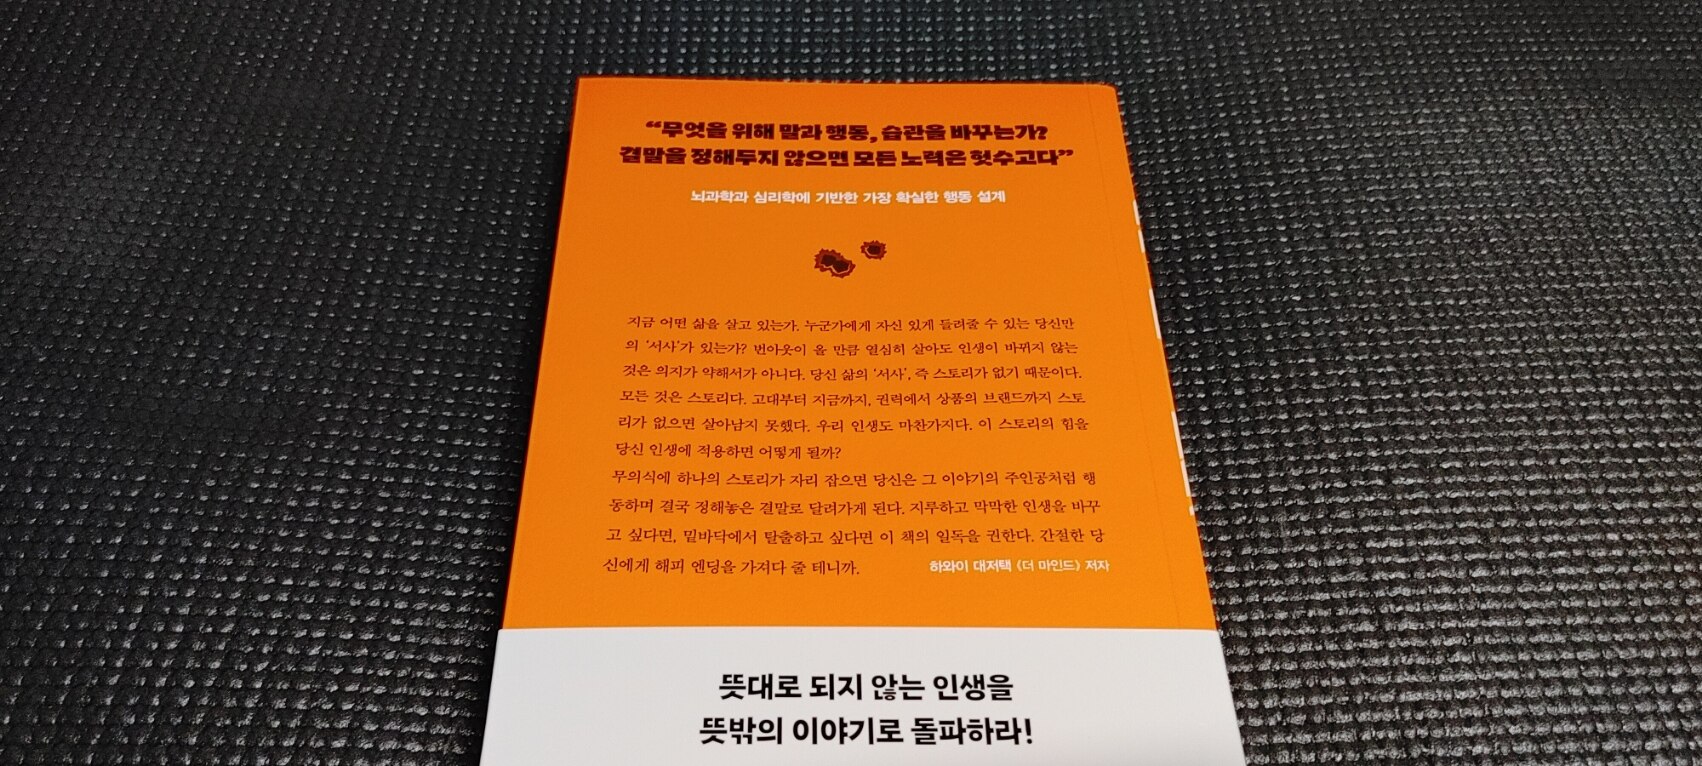 “무엇을 위해 말과 행동, 습관을 바꾸는가?
결말을 정해두지 않으면 모든 노력은 헛수고다”
뇌과학과 심리학에 기반한 가장 확실한 행동 설계
지금 어떤 삶을 살고 있는가. 누군가에게 자신 있게 들려줄 수 있는 당신만
의 ‘서사’가 있는가? 번아웃이 올 만큼 열심히 살아도 인생이 바뀌지 않는
것은 의지가 약해서가 아니다. 당신 삶의 ‘서사’, 즉 스토리가 없기 때문이다.
모든 것은 스토리다. 고대부터 지금까지, 권력에서 상품의 브랜드까지 스토
리가 없으면 살아남지 못했다. 우리 인생도 마찬가지다. 이 스토리의 힘을
당신 인생에 적용하면 어떻게 될까?
무의식에 하나의 스토리가 자리 잡으면 당신은 그 이야기의 주인공처럼 행
동하며 결국 정해놓은 결말로 달려가게 된다. 지루하고 막막한 인생을 바꾸
고 싶다면, 밑바닥에서 탈출하고 싶다면 이 책의 일독을 권한다. 간절한 당
신에게 해피 엔딩을 가져다 줄 테니까. 하와이 대저택 《더 마인드》 저자
뜻대로 되지 않는 인생을
뜻밖의 이야기로 돌파하라!